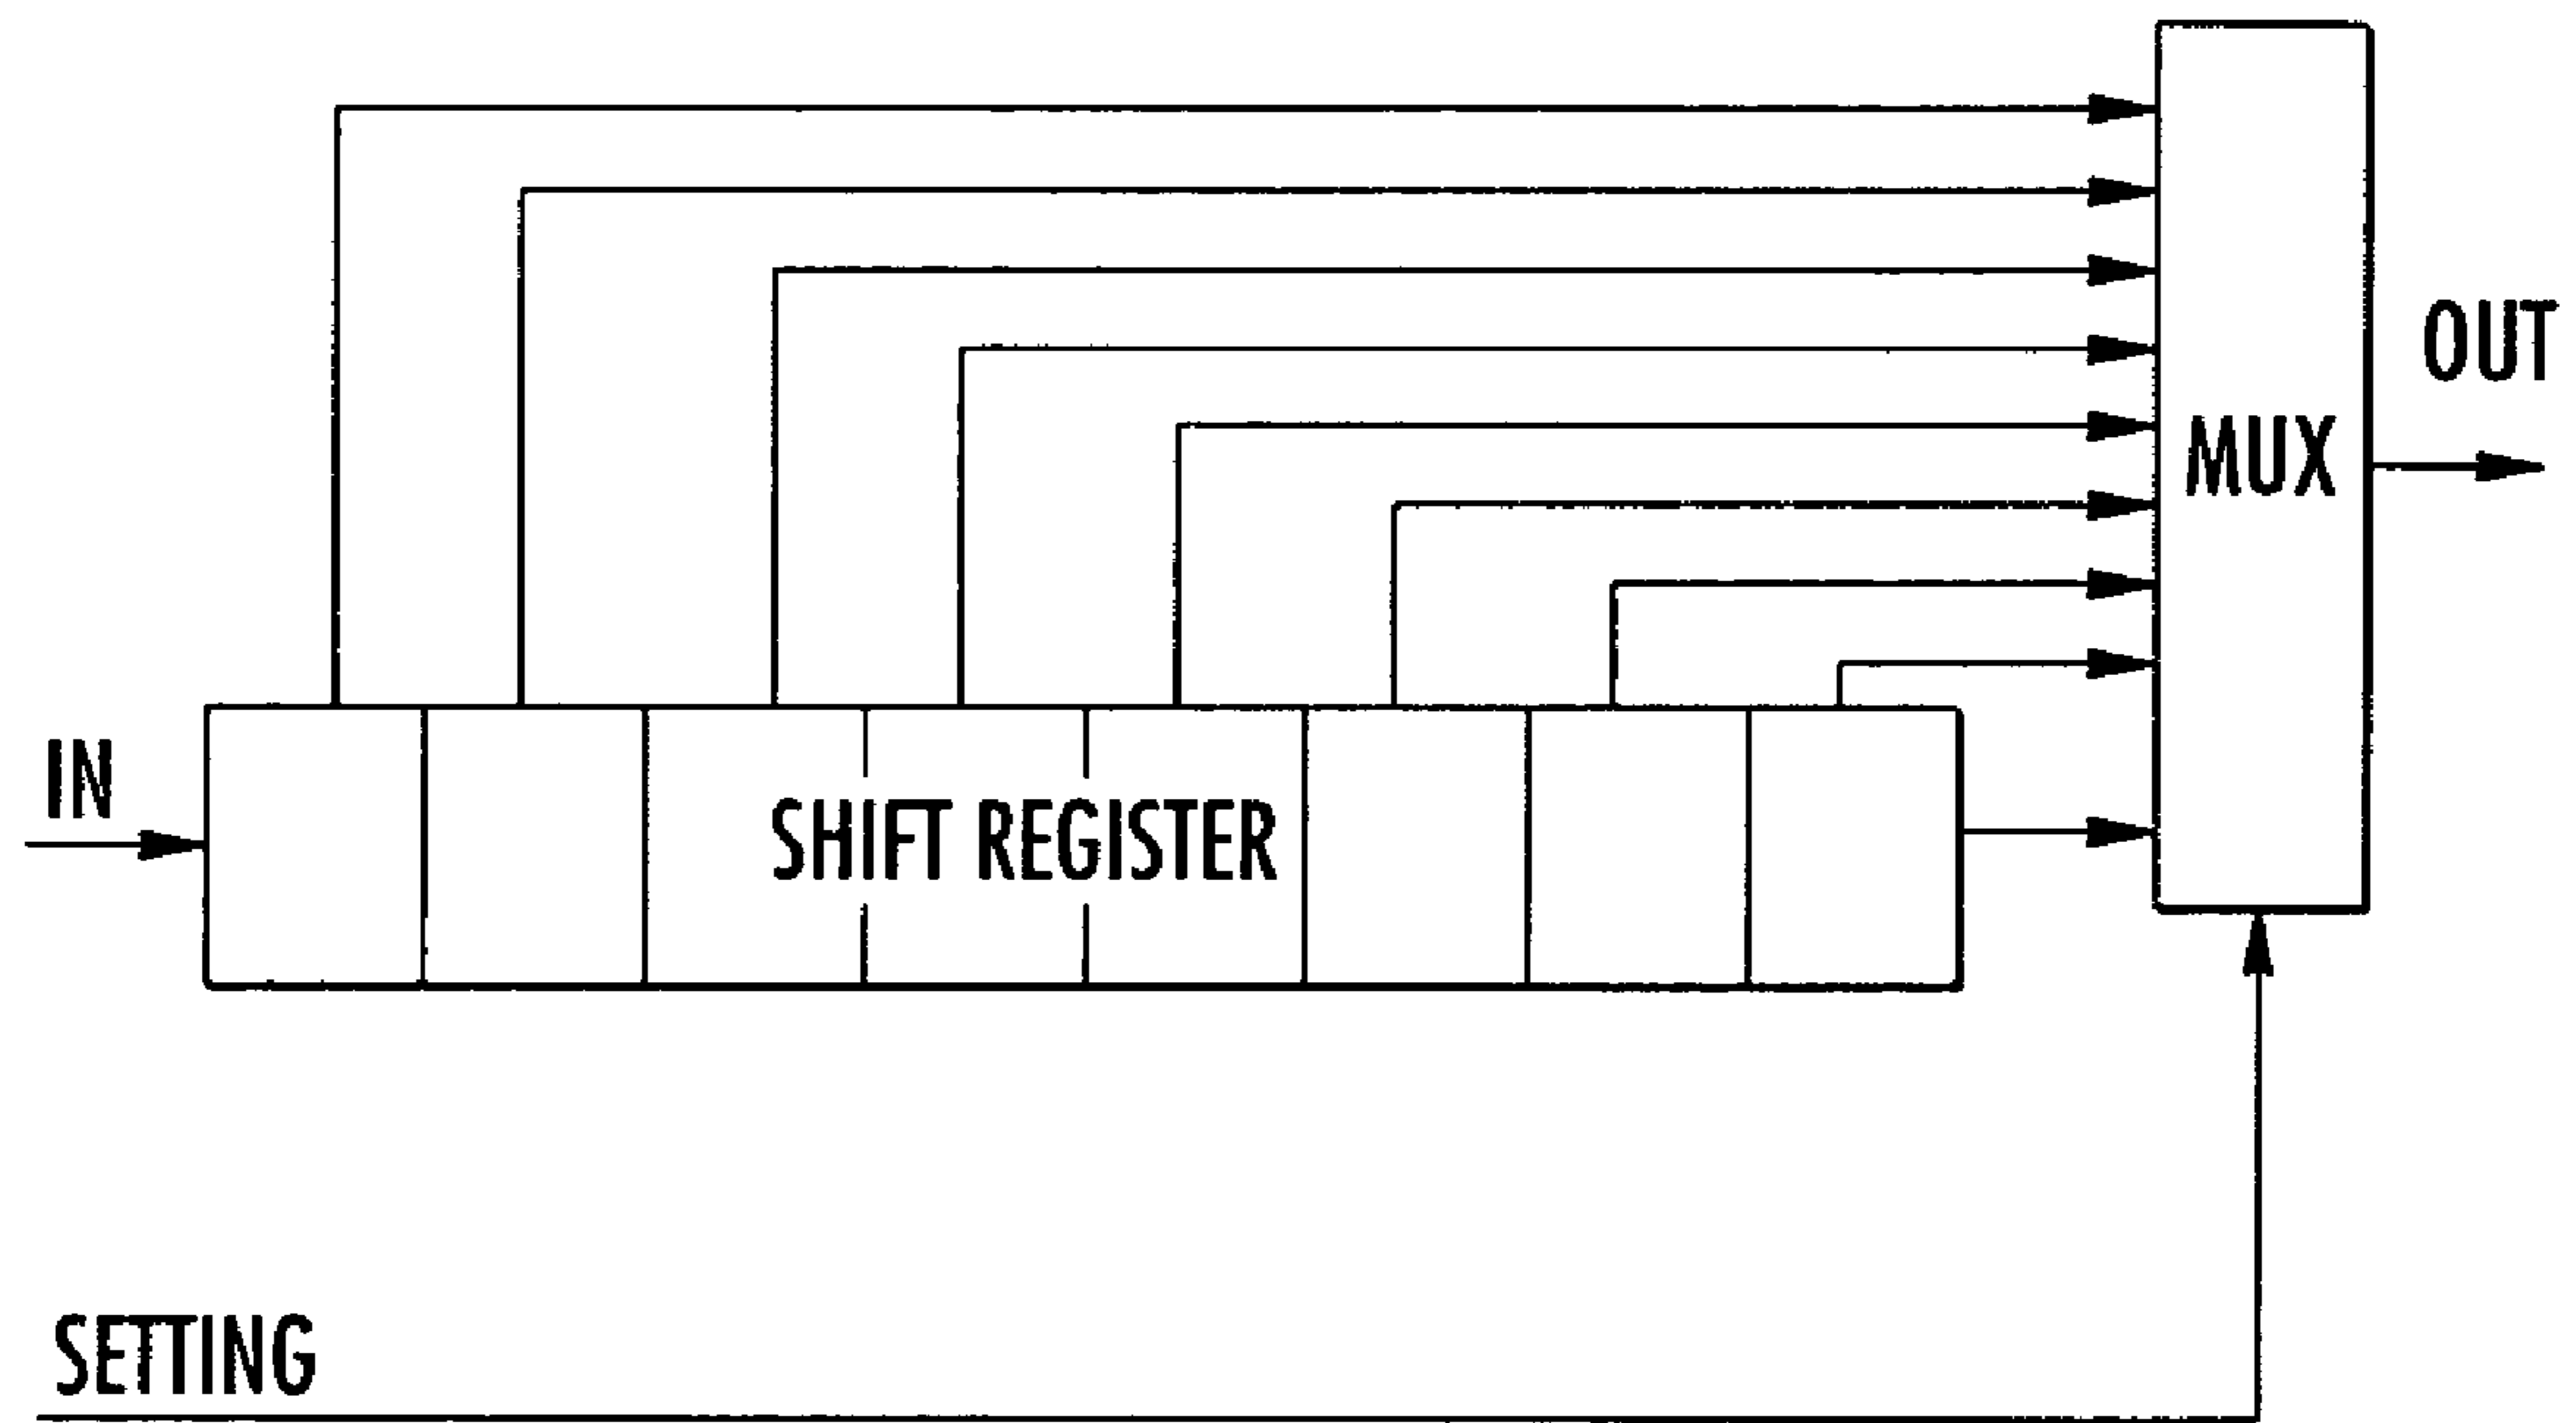 OUT
MUX
IN
SHIFT REGISTER
SETTING